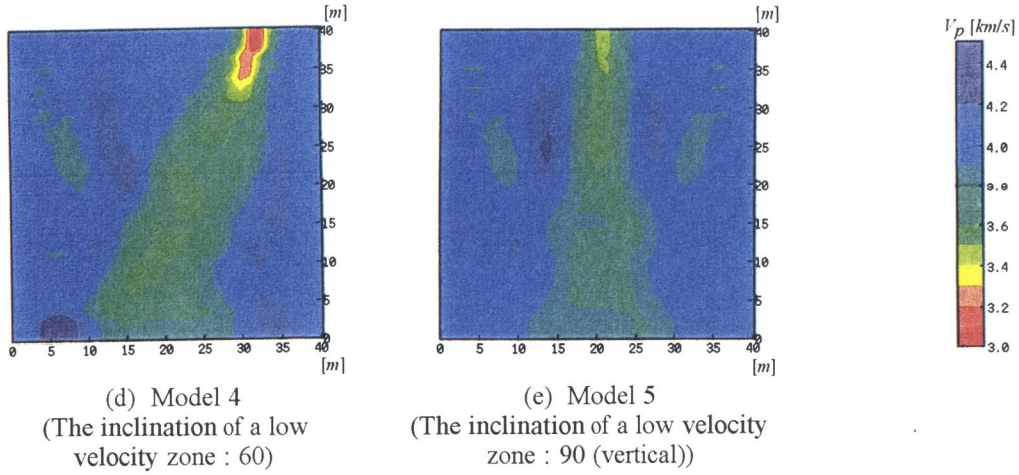 [m]
40
35
30
25
20
15
10
5
0
0 5 10 15 20 25 30 35 40
[m]
(d) Model 4
(The inclination of a low
velocity zone : 60)
[m]
40
35
30
25
20
15
10
5
0
0 5 10 15 20 25 30 35 40
[m]
(e) Model 5
(The inclination of a low velocity
zone : 90 (vertical))
Vp [km/s]
4.4
4.2
4.0
3.8
3.6
3.4
3.2
3.0